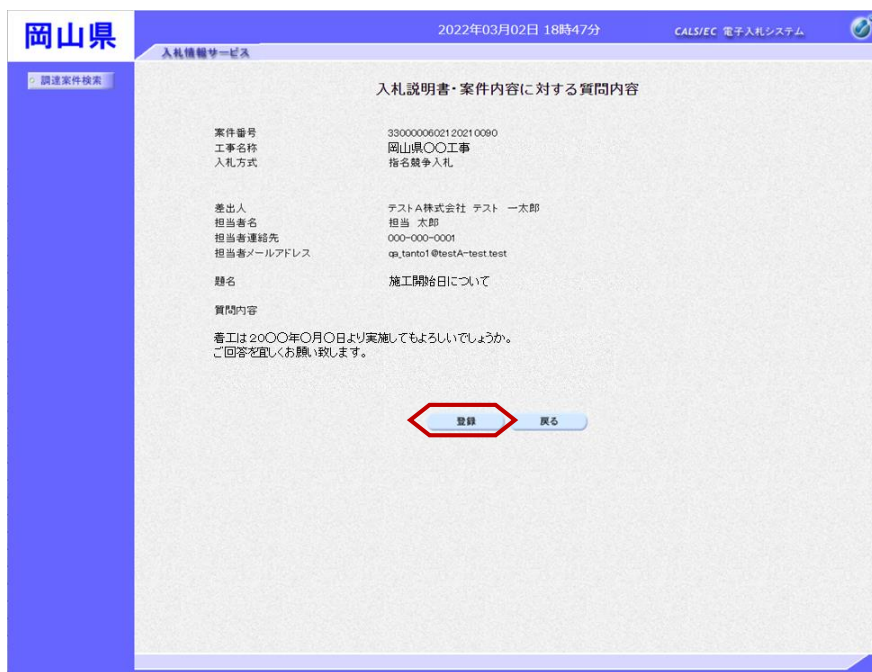 岡山県
2022年03月02日 18時47分
CALS/EC 電子入札システム
入札情報サービス
調達案件検索
入札説明書・案件内容に対する質問内容
案件番号 3300000602120210090
工事名称 岡山県〇〇工事
入札方式 指名競争入札
差出人 テストA株式会社 テスト 一太郎
担当者名 担当 太郎
担当者連絡先 000-000-0001
担当者メールアドレス qa_tanto1@testA-test.test
題名 施工開始日について
質問内容
着工は20〇〇年〇月〇日より実施してもよろしいでしょうか。
ご回答を宜しくお願い致します。
登録 戻る